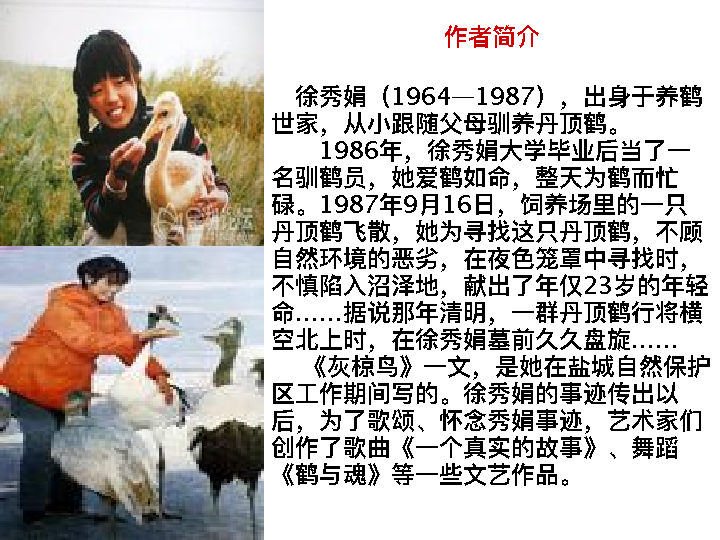 作者简介
徐秀娟（1964—1987），出身于养鹤
世家，从小跟随父母驯养丹顶鹤。
1986年，徐秀娟大学毕业后当了一
名驯鹤员，她爱鹤如命，整天为鹤而忙
碌。1987年9月16日，饲养场里的一只
丹顶鹤飞散，她为寻找这只丹顶鹤，不顾
自然环境的恶劣，在夜色笼罩中寻找时，
不慎陷入沼泽地，献出了年仅23岁的年轻
命……据说那年清明，一群丹顶鹤行将横
空北上时，在徐秀娟墓前久久盘旋……
《灰椋鸟》一文，是她在盐城自然保护
区工作期间写的。徐秀娟的事迹传出以
后，为了歌颂、怀念秀娟事迹，艺术家们
创作了歌曲《一个真实的故事》、舞蹈
《鹤与魂》等一些文艺作品。